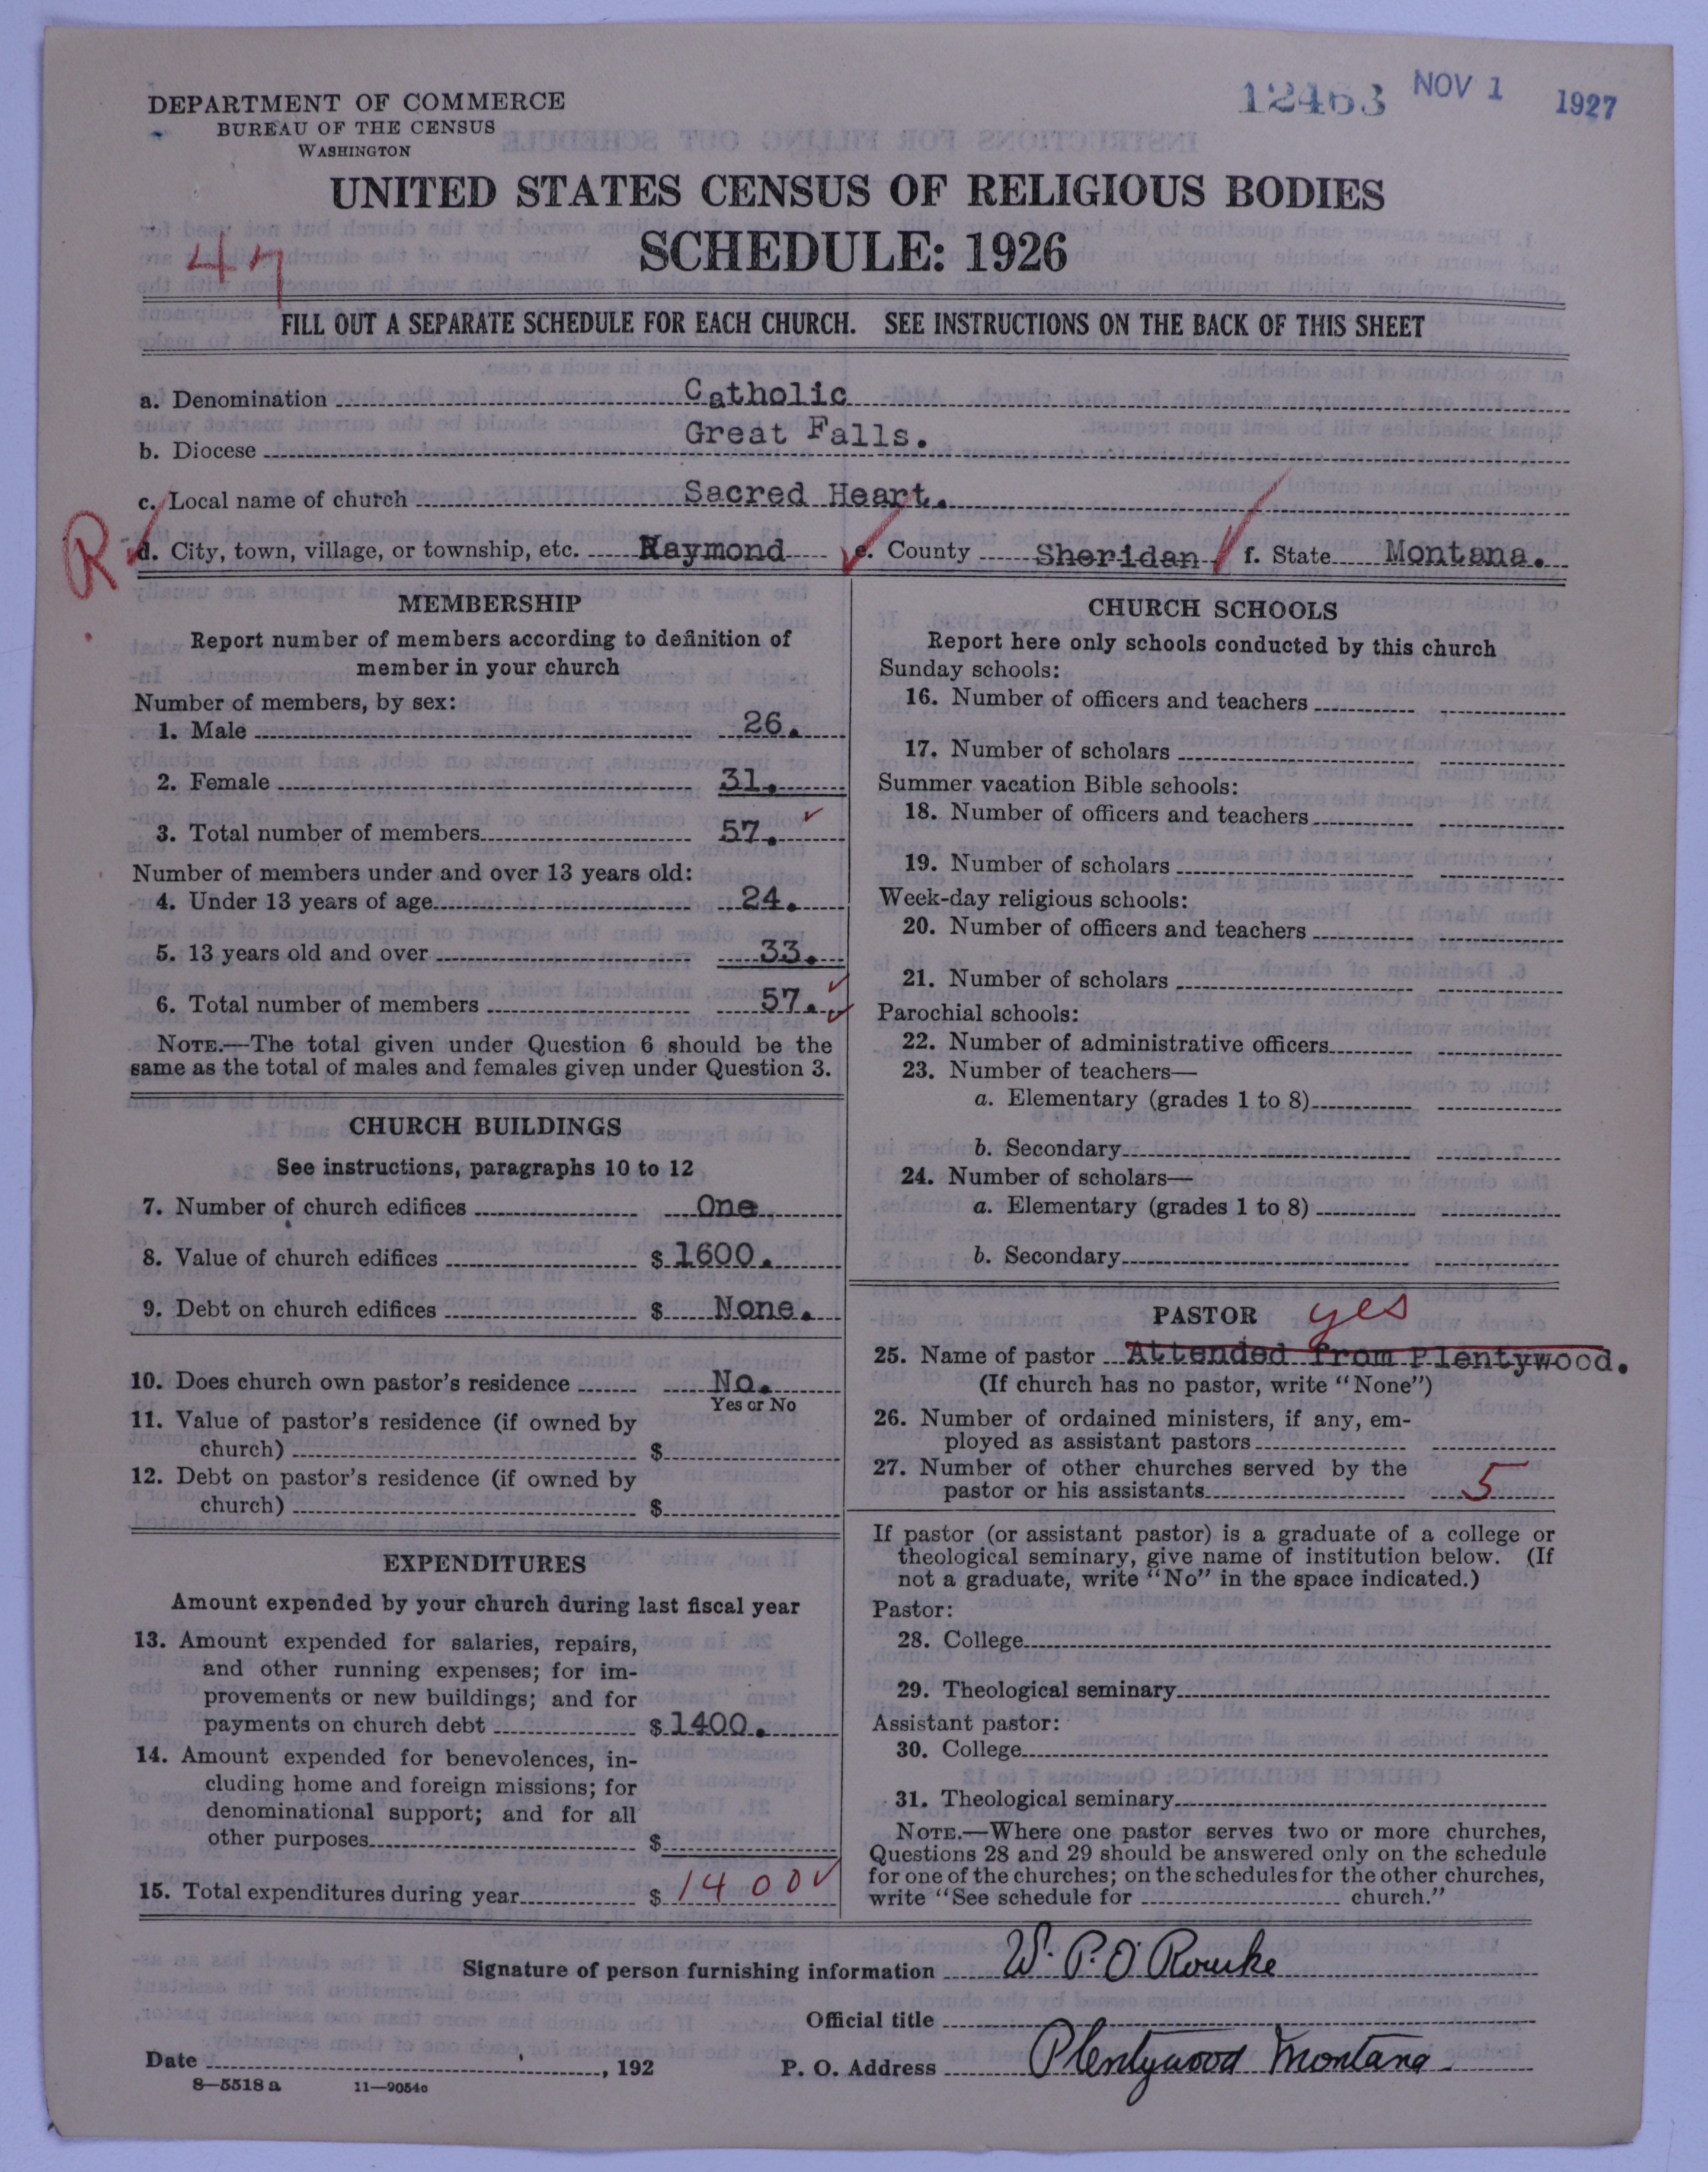 12463 NOV 1 1927
DEPARTMENT OF COMMERCE
BUREAU OF THE CENSUS
WASHINGTON
UNITED STATES CENSUS OF RELIGIOUS BODIES
SCHEDULE: 1926
47
FILL OUT A SEPARATE SCHEDULE FOR EACH CHURCH. SEE INSTRUCTIONS ON THE BACK OF THIS SHEET
a. Denomination Catholic
b. Diocese Great Falls.
c. Local name of church Sacred Heart.
R d. City, town, village, or township, etc. Raymond e. County Sheridan f. State Montana.
MEMBERSHIP
Report number of members according to definition of
member in your church
Number of members, by sex:
1. Male 26.
2. Female 31.
3. Total number of members 57.
Number of members under and over 13 years old:
4. Under 13 years of age 24.
5. 13 years old and over 33.
6. Total number of members 57.
NOTE.—The total given under Question 6 should be the
same as the total of males and females given under Question 3.
CHURCH BUILDINGS
See instructions, paragraphs 10 to 12
7. Number of church edifices One
8. Value of church edifices $ 1600.
9. Debt on church edifices $ None.
10. Does church own pastor's residence No.
Yes or No
11. Value of pastor's residence (if owned by
church) $
12. Debt on pastor's residence (if owned by
church) $
EXPENDITURES
Amount expended by your church during last fiscal year
13. Amount expended for salaries, repairs,
and other running expenses; for im-
provements or new buildings; and for
payments on church debt $ 1400.
14. Amount expended for benevolences, in-
cluding home and foreign missions; for
denominational support; and for all
other purposes $
15. Total expenditures during year $ 1400
CHURCH SCHOOLS
Report here only schools conducted by this church
Sunday schools:
16. Number of officers and teachers
17. Number of scholars
Summer vacation Bible schools:
18. Number of officers and teachers
19. Number of scholars
Week-day religious schools:
20. Number of officers and teachers
21. Number of scholars
Parochial schools:
22. Number of administrative officers
23. Number of teachers—
a. Elementary (grades 1 to 8)
b. Secondary
24. Number of scholars—
a. Elementary (grades 1 to 8)
b. Secondary
PASTOR yes
25. Name of pastor Attended from Plentywood.
(If church has no pastor, write "None")
26. Number of ordained ministers, if any, em-
ployed as assistant pastors
27. Number of other churches served by the
pastor or his assistants 5
If pastor (or assistant pastor) is a graduate of a college or
theological seminary, give name of institution below. (If
not a graduate, write "No" in the space indicated.)
Pastor:
28. College
29. Theological seminary
Assistant pastor:
30. College
31. Theological seminary
NOTE.—Where one pastor serves two or more churches,
Questions 28 and 29 should be answered only on the schedule
for one of the churches; on the schedules for the other churches,
write "See schedule for church."
Signature of person furnishing information W. P. O'Rourke
Official title
Date , 192 P. O. Address Plentywood Montana
8—5518 a 11—9054a